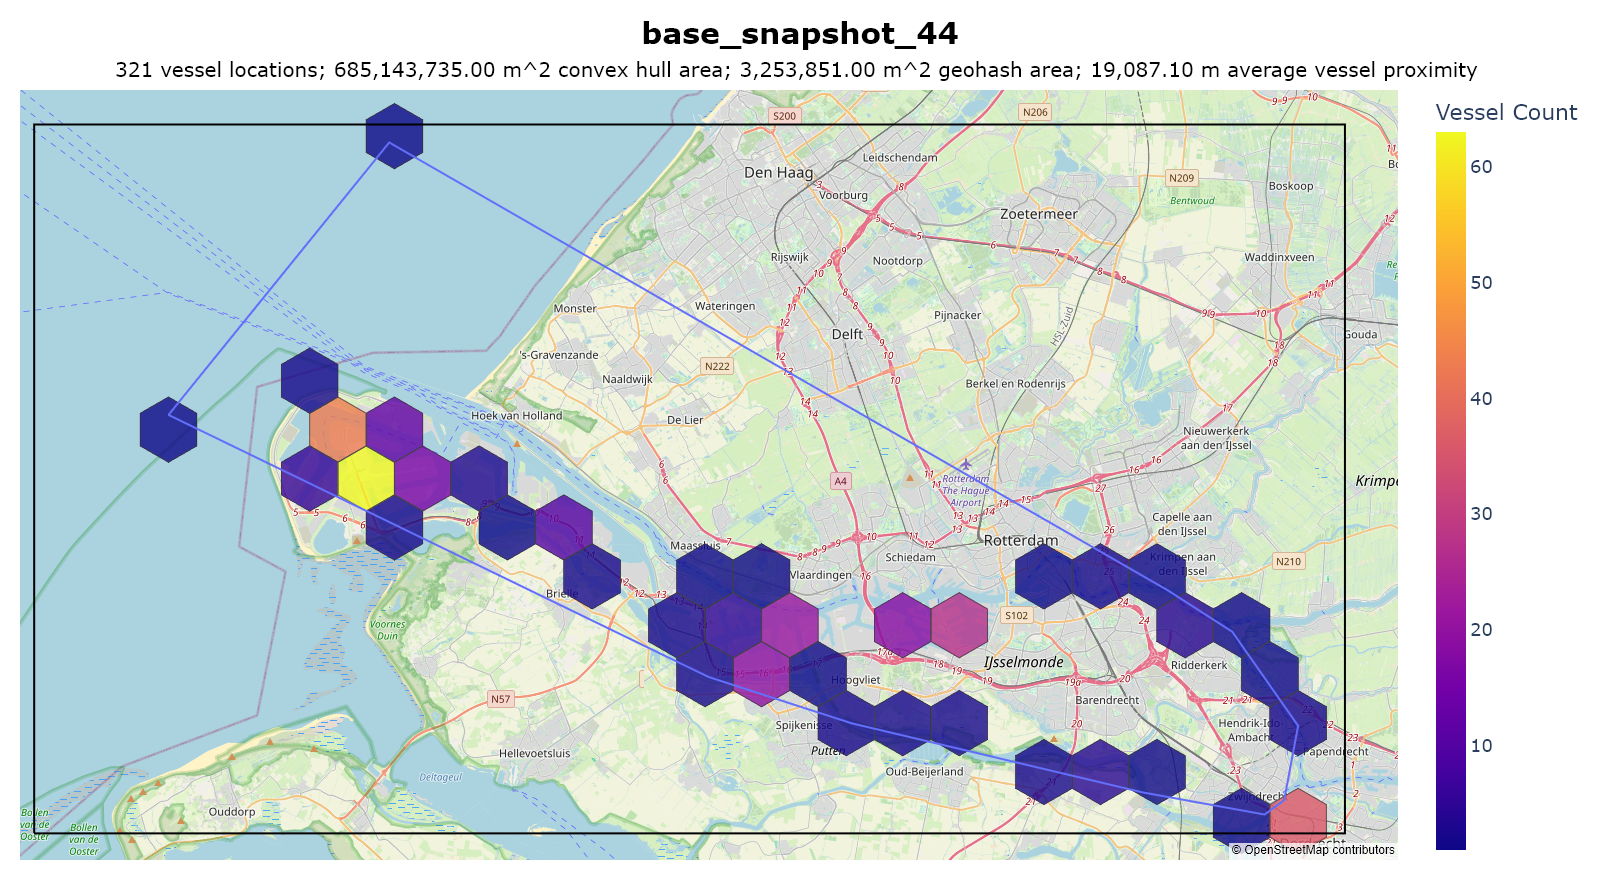 base_snapshot_44
321 vessel locations; 685,143,735.00 m^2 convex hull area; 3,253,851.00 m^2 geohash area; 19,087.10 m average vessel proximity
Vessel Count
60
50
40
30
20
10
S200
N206
Leidschendam
Den Haag
Voorburg
N209
Boskoop
Bentwoud
Zoetermeer
Rijswijk
Nootdorp
Waddinxveen
Monster
Wateringen
Pijnacker
HSL-Zuid
Delft
Gouda
's-Gravenzande
N222
Naaldwijk
Berkel en Rodenrijs
Hoek van Holland
De Lier
Nieuwerkerk
aan den IJssel
A4
Rotterdam
The Hague
Airport
Krimpe
Capelle aan
den IJssel
Maassluis
Rotterdam
Schiedam
Krimpen aan
den IJssel
N210
Vlaardingen
Brielle
S102
Voornes
Duin
IJsselmonde
Ridderkerk
Hoogvliet
N57
Barendrecht
Spijkenisse
Hendrik-Ido-
Ambacht
Papendrecht
Hellevoetsluis
Putten
Oud-Beijerland
Deltageul
Zwijndrecht
Ouddorp
Bollen
van de
Ooster
Bollen
van de
Ooster
© OpenStreetMap contributors